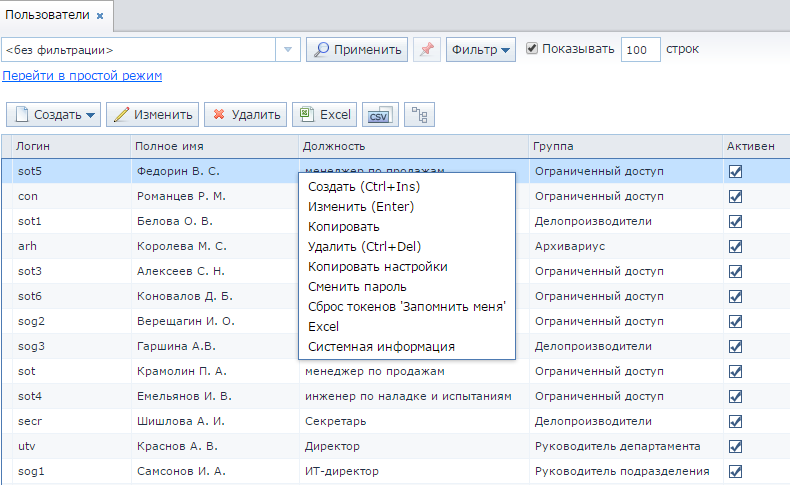 Пользователи ×
<без фильтрации> Применить Фильтр Показывать 100 строк
Перейти в простой режим
Создать Изменить Удалить Excel CSV
Логин Полное имя Должность Группа Активен
sot5 Федорин В. С. менеджер по продажам Ограниченный доступ
con Романцев Р. М. Ограниченный доступ
sot1 Белова О. В. Делопроизводители
arh Королева М. С. Архивариус
sot3 Алексеев С. Н. Ограниченный доступ
sot6 Коновалов Д. Б. Ограниченный доступ
sog2 Верещагин И. О. Ограниченный доступ
sog3 Гаршина А.В. Делопроизводители
sot Крамолин П. А. менеджер по продажам Ограниченный доступ
sot4 Емельянов И. В. инженер по наладке и испытаниям Ограниченный доступ
secr Шишлова А. И. Секретарь Делопроизводители
utv Краснов А. В. Директор Руководитель департамента
sog1 Самсонов И. А. ИТ-директор Руководитель подразделения
Создать (Ctrl+Ins)
Изменить (Enter)
Копировать
Удалить (Ctrl+Del)
Копировать настройки
Сменить пароль
Сброс токенов 'Запомнить меня'
Excel
Системная информация